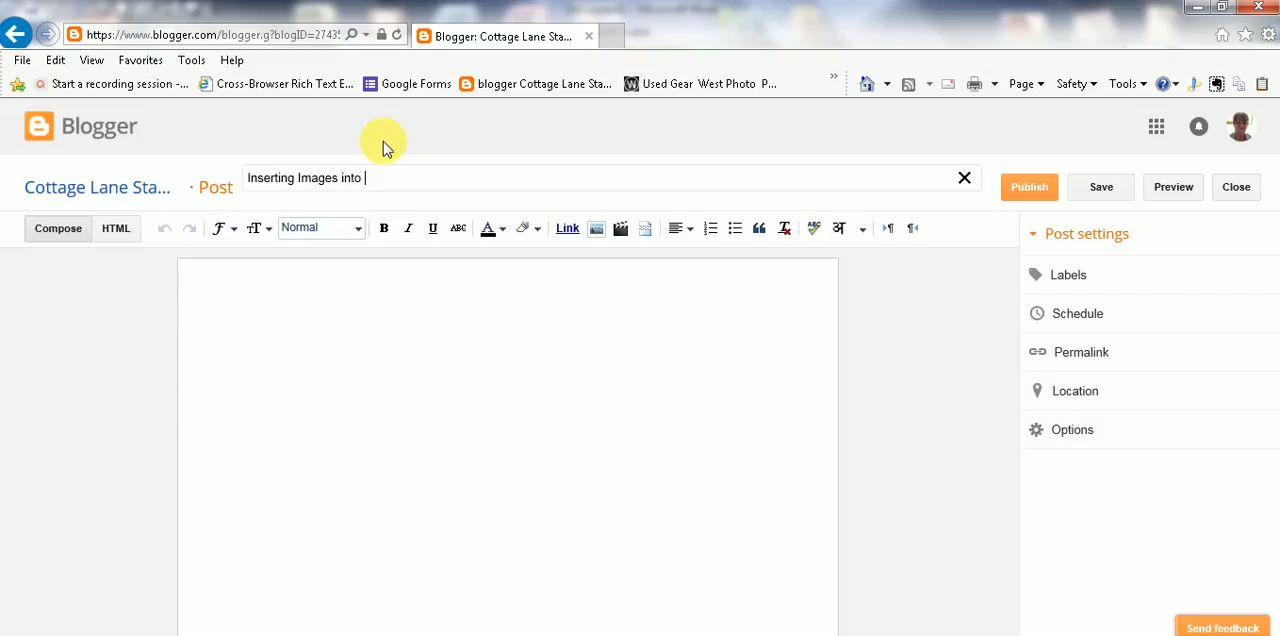 https://www.blogger.com/blogger.g?blogID=2743
Blogger: Cottage Lane Sta...
File Edit View Favorites Tools Help
Start a recording session -... Cross-Browser Rich Text E... Google Forms blogger Cottage Lane Sta... Used Gear West Photo P... » Page Safety Tools
Blogger
Cottage Lane Sta... · Post Inserting Images into Publish Save Preview Close
Compose HTML Normal B I U ABC A Link
Post settings
Labels
Schedule
Permalink
Location
Options
Send feedback